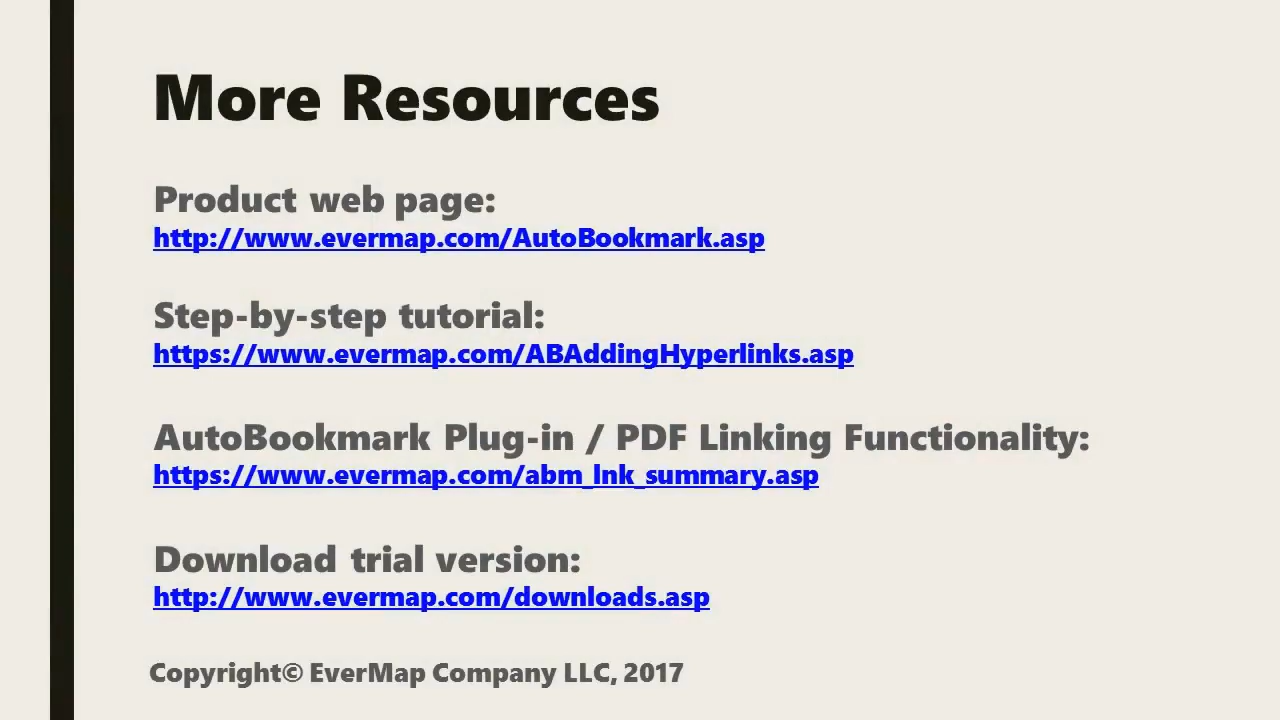 More Resources
Product web page:
http://www.evermap.com/AutoBookmark.asp
Step-by-step tutorial:
https://www.evermap.com/ABAddingHyperlinks.asp
AutoBookmark Plug-in / PDF Linking Functionality:
https://www.evermap.com/abm_lnk_summary.asp
Download trial version:
http://www.evermap.com/downloads.asp
Copyright© EverMap Company LLC, 2017